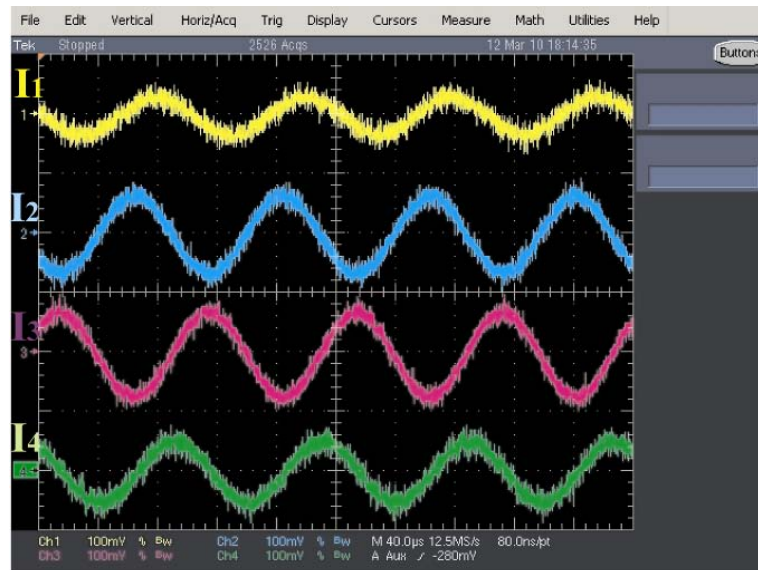 File Edit Vertical Horiz/Acq Trig Display Cursors Measure Math Utilities Help
Tek Stopped 2526 Acqs 12 Mar 10 18:14:35
Buttons
I1
1
I2
2
I3
3
I4
4
Ch1 100mV Bw Ch2 100mV Bw M 40.0µs 12.5MS/s 80.0ns/pt
Ch3 100mV Bw Ch4 100mV Bw A Aux -280mV